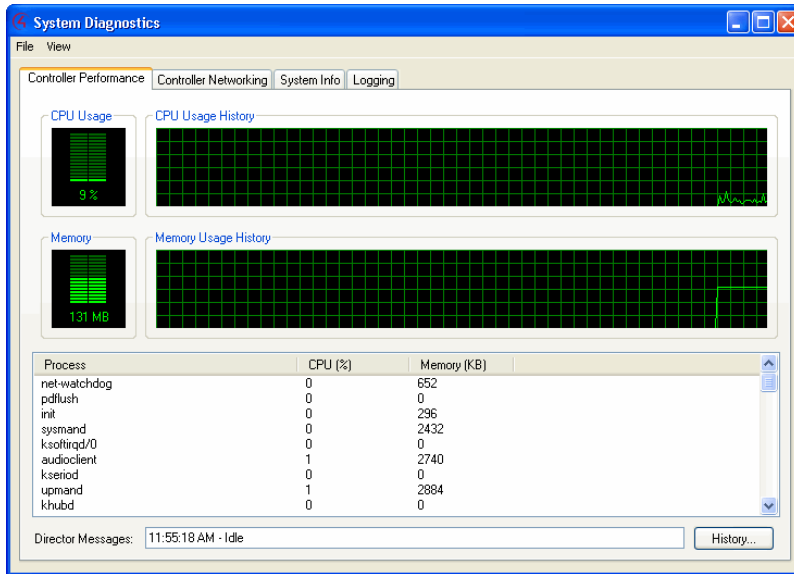 System Diagnostics
File View
Controller Performance Controller Networking System Info Logging
CPU Usage CPU Usage History
9 %
Memory Memory Usage History
131 MB
Process CPU (%) Memory (KB)
net-watchdog 0 652
pdflush 0 0
init 0 296
sysmand 0 2432
ksoftirqd/0 0 0
audioclient 1 2740
kseriod 0 0
upmand 1 2884
khubd 0 0
Director Messages: 11:55:18 AM - Idle History...